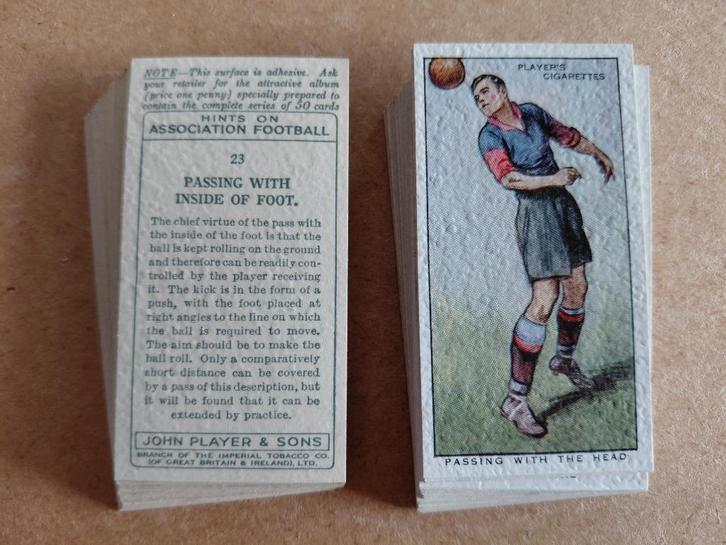 NOTE—This surface is adhesive. Ask
your retailer for the attractive album
(price one penny) specially prepared to
contain the complete series of 50 cards
HINTS ON
ASSOCIATION FOOTBALL
23
PASSING WITH
INSIDE OF FOOT.
The chief virtue of the pass with
the inside of the foot is that the
ball is kept rolling on the ground
and therefore can be readily con-
trolled by the player receiving
it. The kick is in the form of a
push, with the foot placed at
right angles to the line on which
the ball is required to move.
The aim should be to make the
ball roll. Only a comparatively
short distance can be covered
by a pass of this description, but
it will be found that it can be
extended by practice.
JOHN PLAYER & SONS
BRANCH OF THE IMPERIAL TOBACCO CO.
(OF GREAT BRITAIN & IRELAND), LTD.
PLAYER'S
CIGARETTES
PASSING WITH THE HEAD